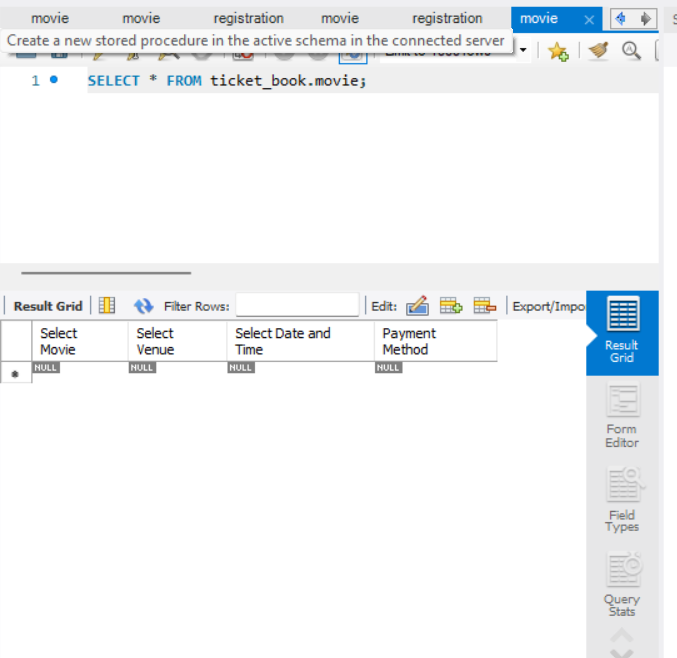 movie movie registration movie registration movie
Create a new stored procedure in the active schema in the connected server
1 SELECT * FROM ticket_book.movie;
Result Grid Filter Rows: Edit: Export/Impo
Select Movie Select Venue Select Date and Time Payment Method
NULL NULL NULL NULL
Result
Grid
Form
Editor
Field
Types
Query
Stats